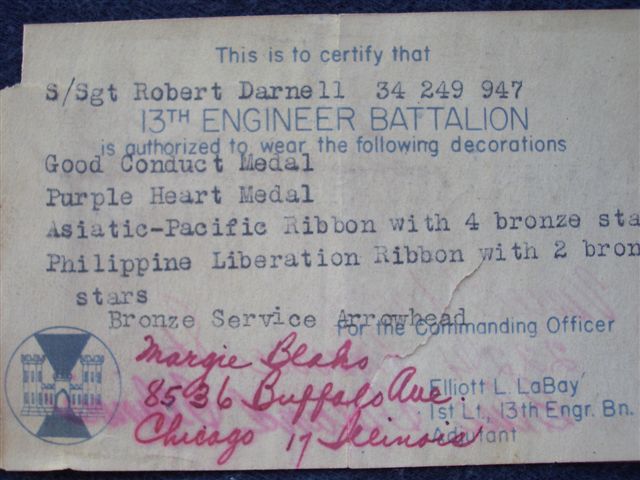 This is to certify that
S/Sgt Robert Darnell 34 249 947
13TH ENGINEER BATTALION
is authorized to wear the following decorations
Good Conduct Medal
Purple Heart Medal
Asiatic-Pacific Ribbon with 4 bronze sta
Philippine Liberation Ribbon with 2 bron
stars
Bronze Service Arrowhead
For the Commanding Officer
Margie Blaho
8536 Buffalo Ave.
Chicago 17 Illinois
Elliott L. LaBay
1st Lt., 13th Engr. Bn.
Adjutant